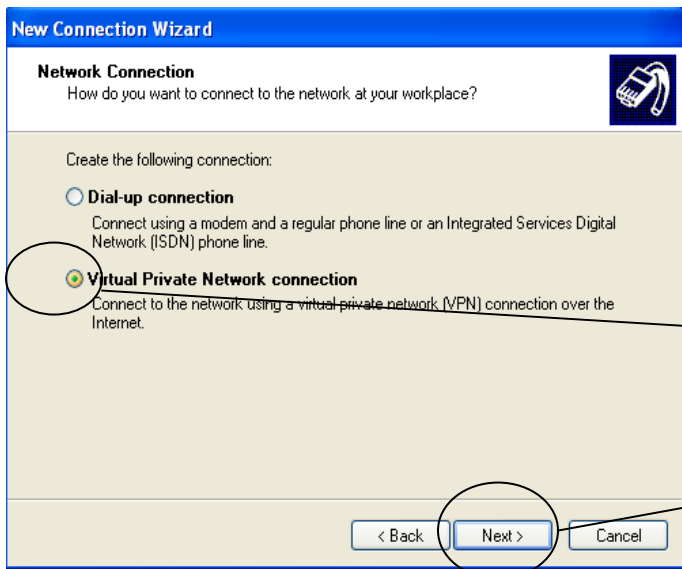 New Connection Wizard
Network Connection
How do you want to connect to the network at your workplace?
Create the following connection:
Dial-up connection
Connect using a modem and a regular phone line or an Integrated Services Digital
Network (ISDN) phone line.
Virtual Private Network connection
Connect to the network using a virtual private network (VPN) connection over the
Internet.
< Back
Next >
Cancel